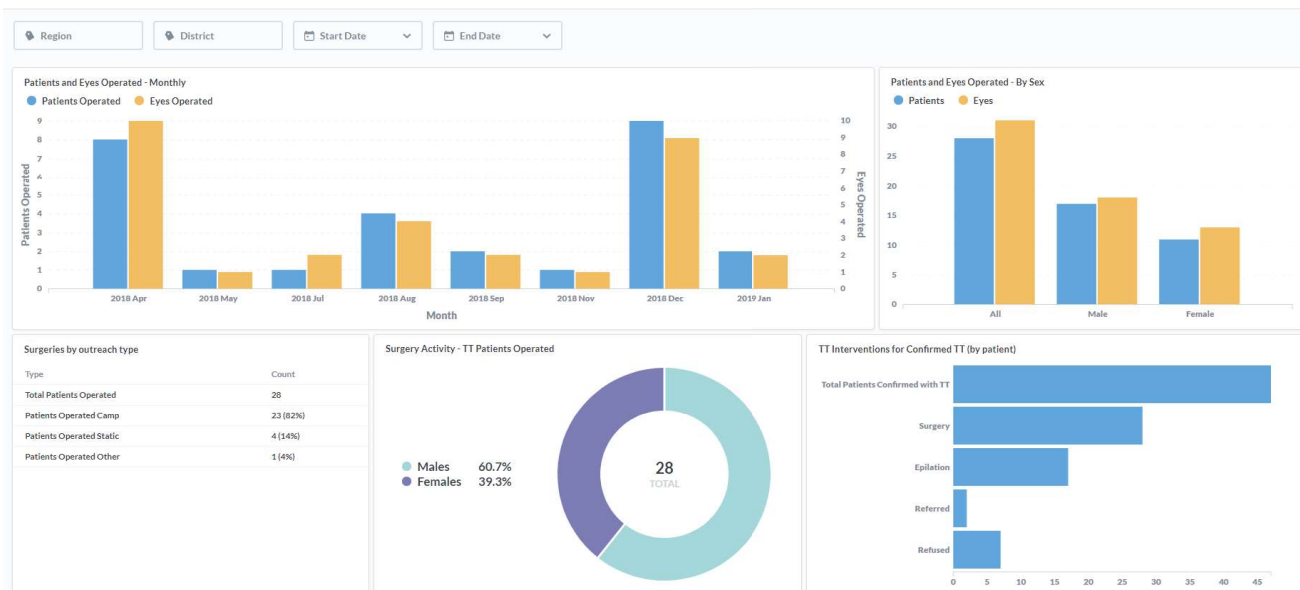 Region District Start Date End Date
Patients and Eyes Operated - Monthly
Patients Operated Eyes Operated
9
8
7
6
5
4
3
2
1
0
Patients Operated
10
9
8
7
6
5
4
3
2
1
0
Eyes Operated
2018 Apr 2018 May 2018 Jul 2018 Aug 2018 Sep 2018 Nov 2018 Dec 2019 Jan
Month
Patients and Eyes Operated - By Sex
Patients Eyes
30
25
20
15
10
5
0
All Male Female
Surgeries by outreach type
Type Count
Total Patients Operated 28
Patients Operated Camp 23 (82%)
Patients Operated Static 4 (14%)
Patients Operated Other 1 (4%)
Surgery Activity - TT Patients Operated
Males 60.7%
Females 39.3%
28
TOTAL
TT Interventions for Confirmed TT (by patient)
Total Patients Confirmed with TT
Surgery
Epilation
Referred
Refused
0 5 10 15 20 25 30 35 40 45